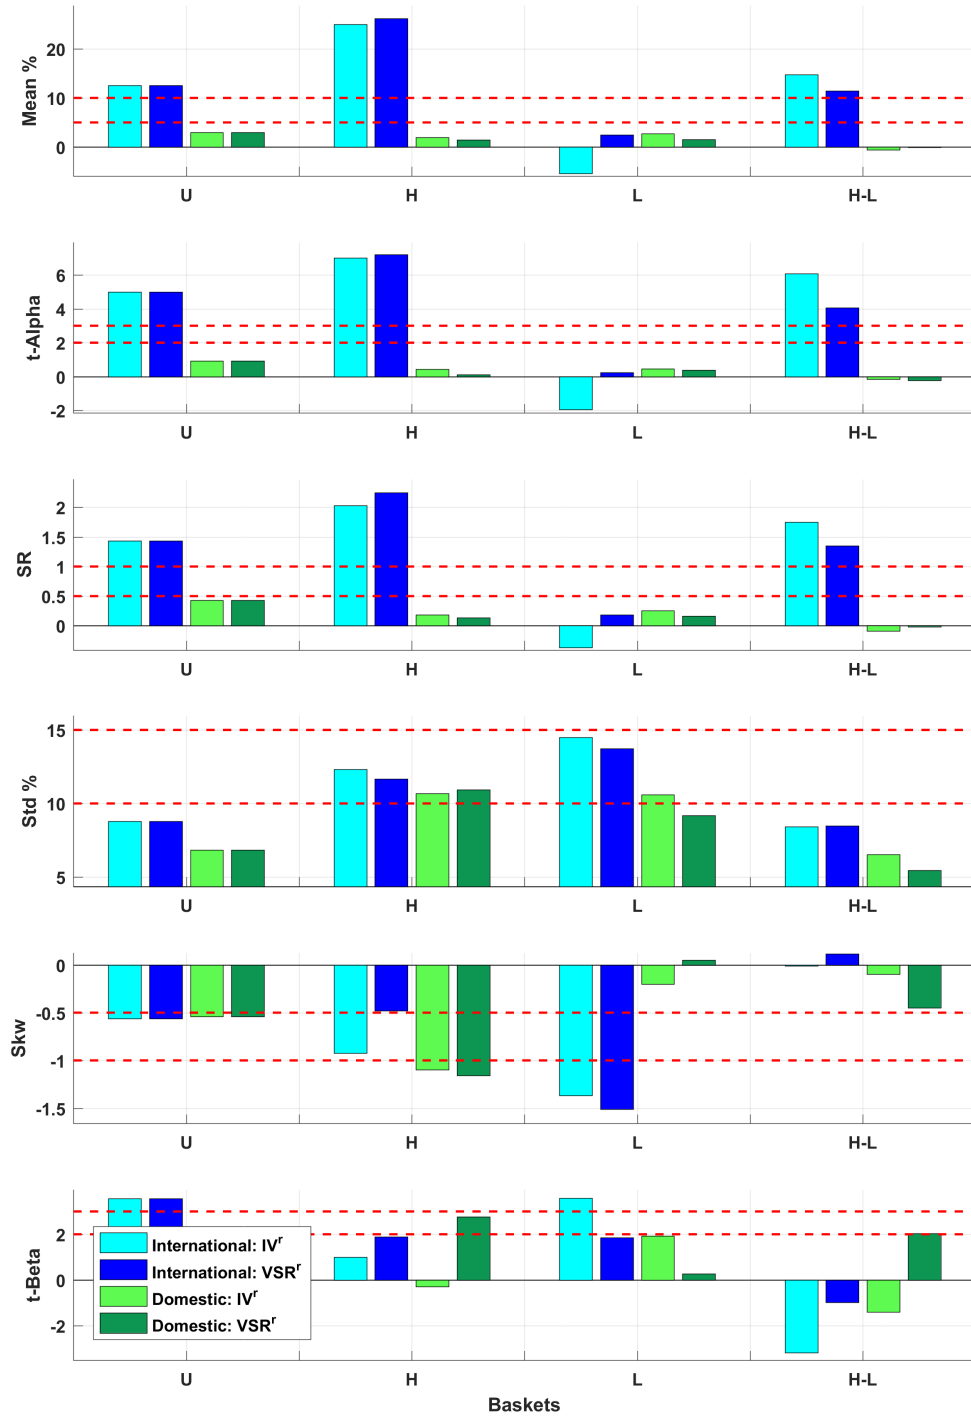 Mean %
20
10
0
U H L H-L
t-Alpha
6
4
2
0
-2
U H L H-L
SR
2
1.5
1
0.5
0
U H L H-L
Std %
15
10
5
U H L H-L
Skw
0
-0.5
-1
-1.5
U H L H-L
t-Beta
2
0
-2
International: IVʳ
International: VSRʳ
Domestic: IVʳ
Domestic: VSRʳ
U H L H-L
Baskets